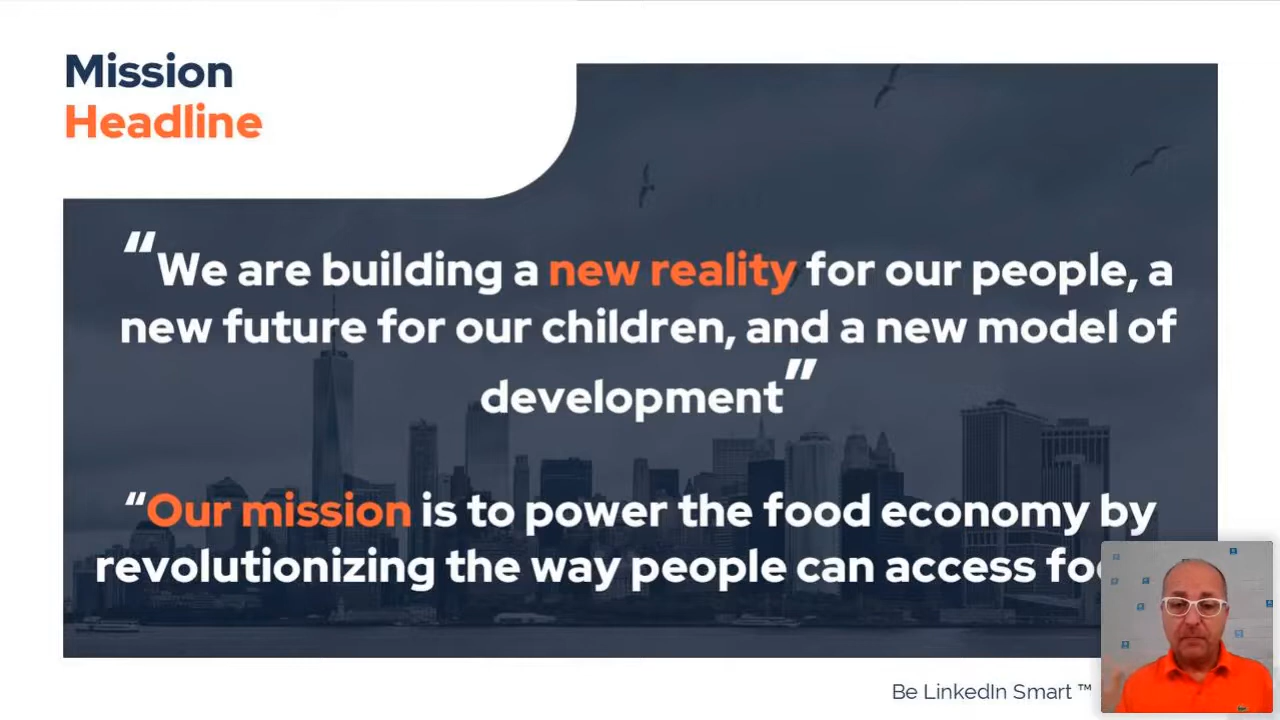 Mission
Headline
“We are building a new reality for our people, a
new future for our children, and a new model of
development”
“Our mission is to power the food economy by
revolutionizing the way people can access
Be LinkedIn Smart ™